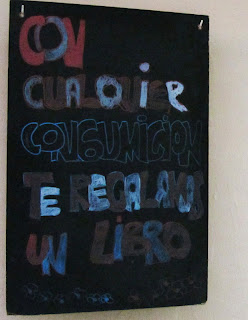 CON
CUALQUIER
CONSUMICION
TE REGALAMOS
UN LIBRO